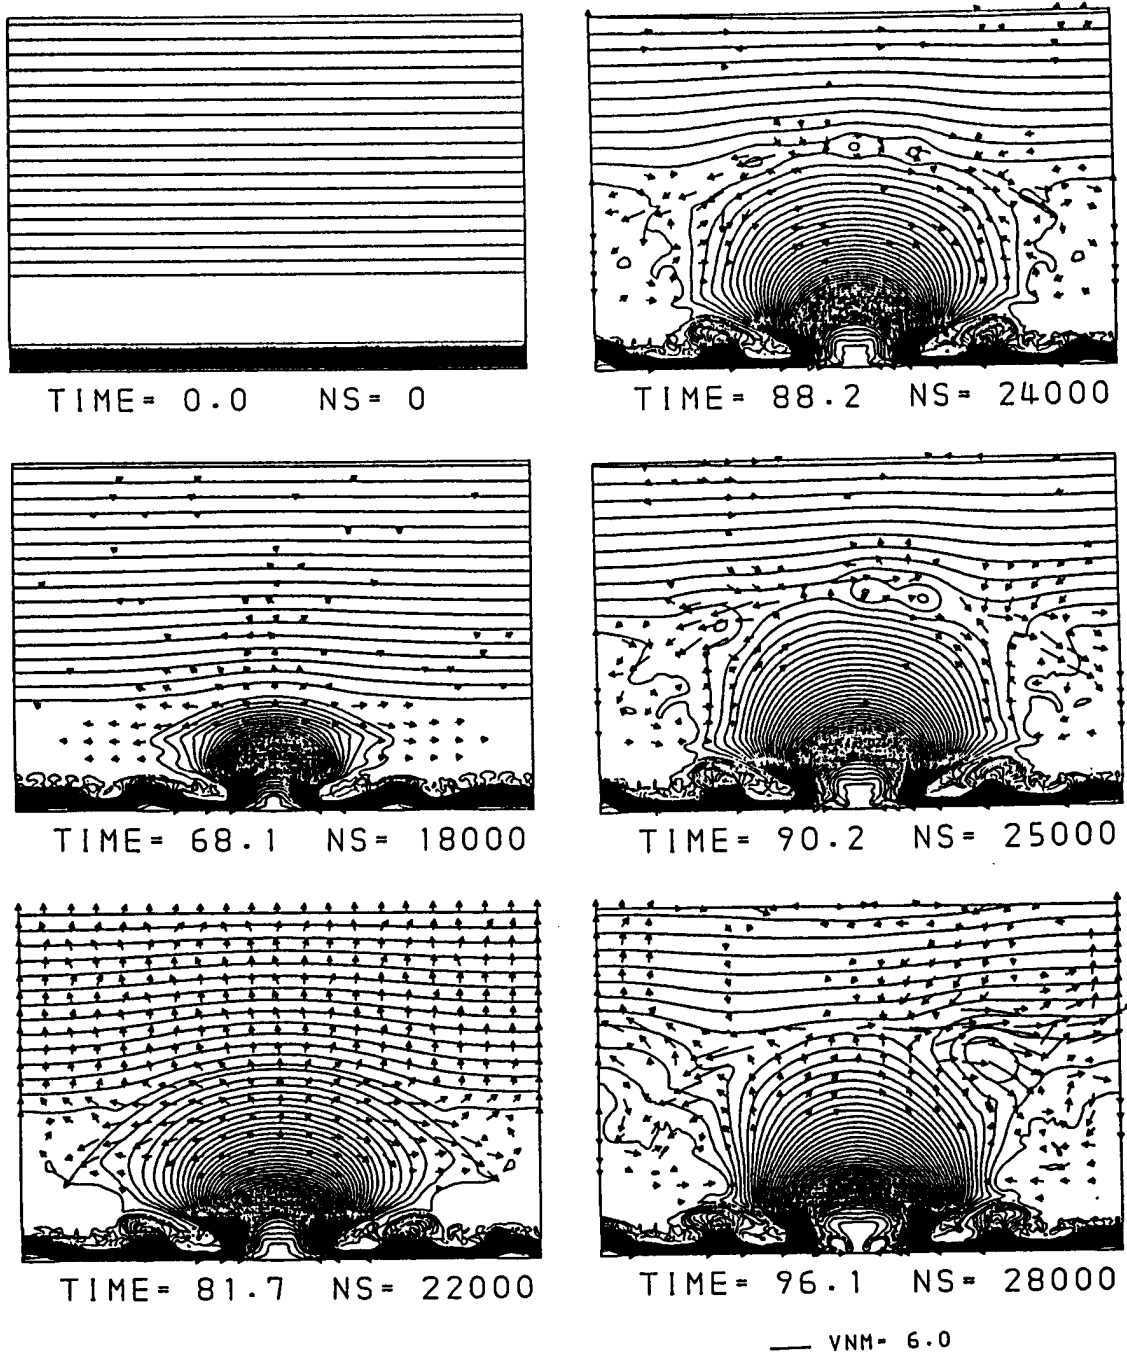 TIME= 0.0 NS= 0
TIME= 68.1 NS= 18000
TIME= 81.7 NS= 22000
TIME= 88.2 NS= 24000
TIME= 90.2 NS= 25000
TIME= 96.1 NS= 28000
VNM- 6.0